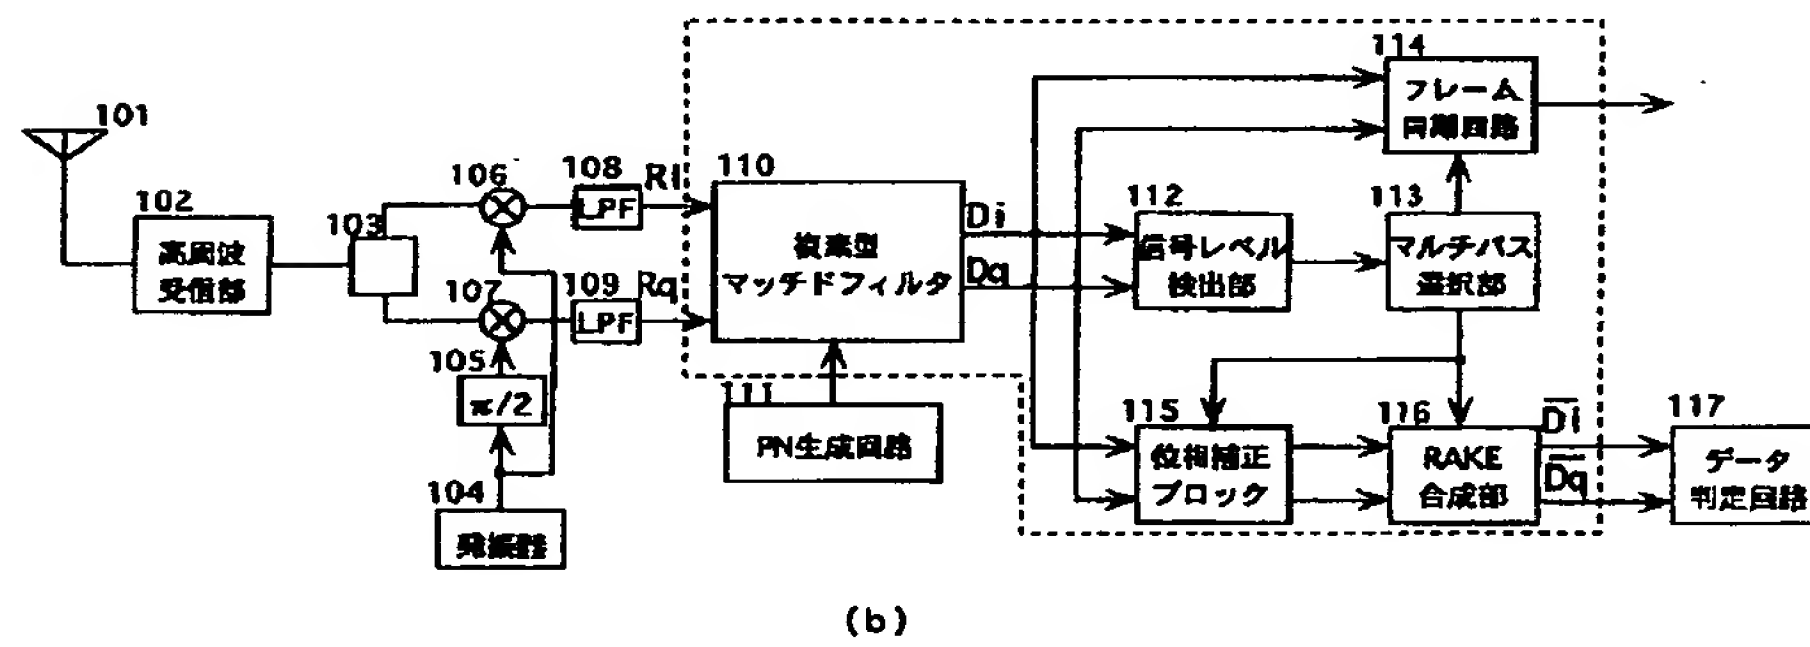 101
102
高周波
受信部
103
106
107
105
π/2
104
発振器
108
LPF
RI
109
LPF
Rq
110
複素型
マッチドフィルタ
111
PN生成回路
Di
Dq
112
信号レベル
検出部
113
マルチパス
選択部
114
フレーム
同期回路
115
位相補正
ブロック
116
RAKE
合成部
D̅i̅
D̅q̅
117
データ
判定回路
(b)